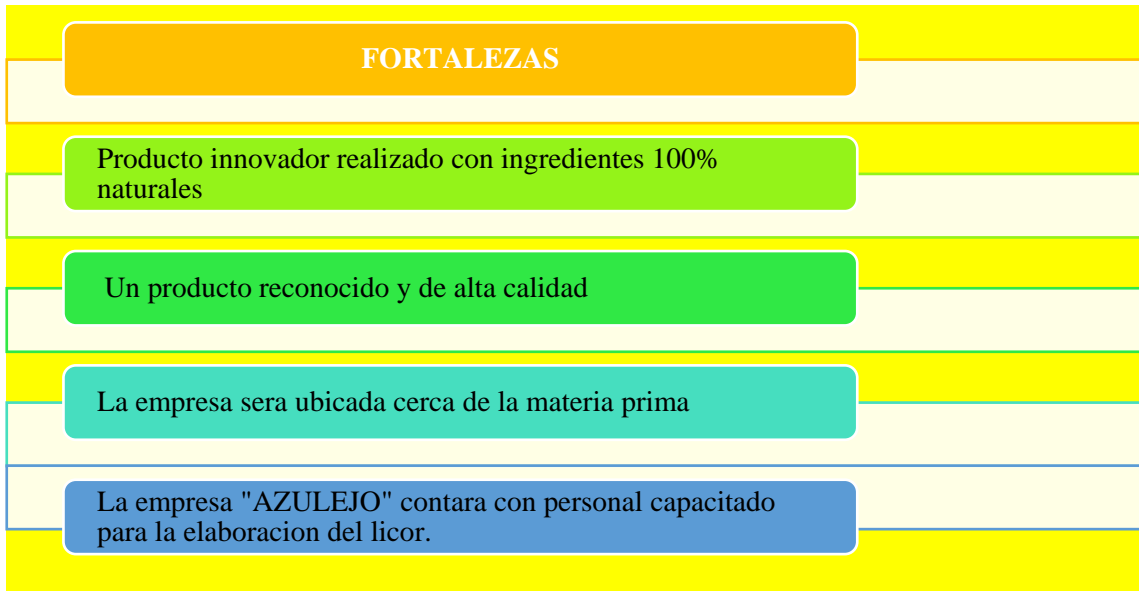 FORTALEZAS
Producto innovador realizado con ingredientes 100%
naturales
Un producto reconocido y de alta calidad
La empresa sera ubicada cerca de la materia prima
La empresa "AZULEJO" contara con personal capacitado
para la elaboracion del licor.